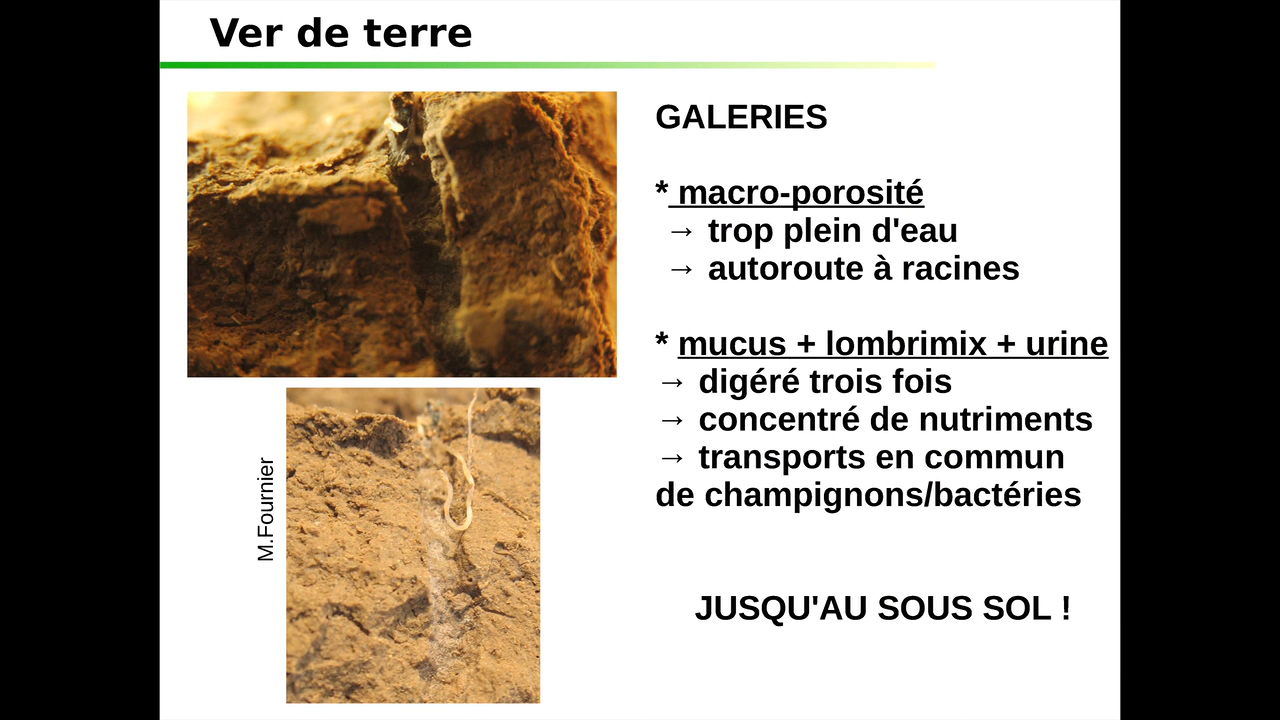 Ver de terre
GALERIES
* macro-porosité
→ trop plein d'eau
→ autoroute à racines
* mucus + lombrimix + urine
→ digéré trois fois
→ concentré de nutriments
→ transports en commun
de champignons/bactéries
JUSQU'AU SOUS SOL !
M.Fournier